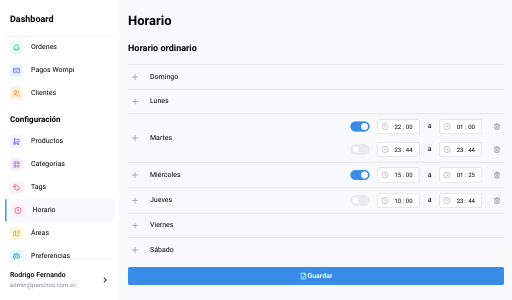 Dashboard
Ordenes
Pagos Wompi
Clientes
Configuración
Productos
Categorías
Tags
Horario
Áreas
Preferencias
Rodrigo Fernando
admin@panchos.com.sv
Horario
Horario ordinario
Domingo
Lunes
Martes
22 : 00 a 01 : 00
23 : 44 a 23 : 44
Miércoles 15 : 00 a 01 : 25
Jueves 10 : 00 a 23 : 44
Viernes
Sábado
Guardar